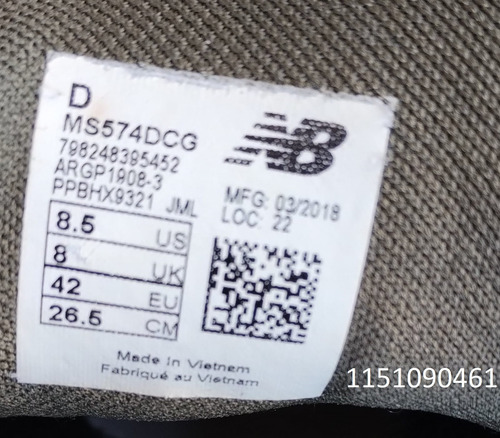 D
MS574DCG
798248395452
ARGP1908-3
PPBHX9321 JML
NB
MFG: 03/2018
LOC: 22
8.5 US
8 UK
42 EU
26.5 CM
Made in Vietnam
Fabriqué au Vietnam
1151090461